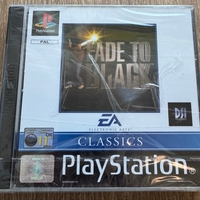 PlayStation
PAL
FADE TO
BLACK
EA
ELECTRONIC ARTS
CLASSICS
PlayStation